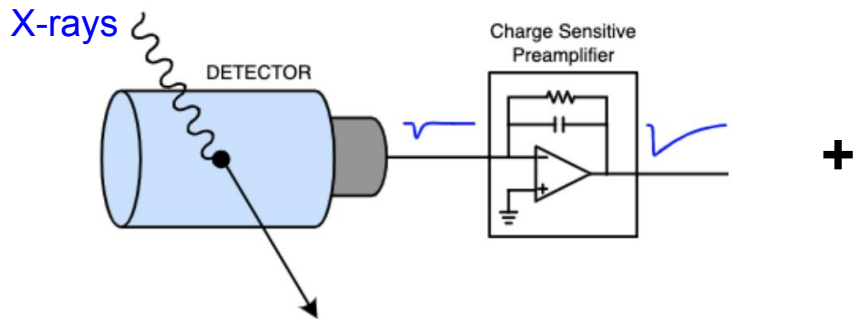 X-rays
DETECTOR
Charge Sensitive
Preamplifier
+